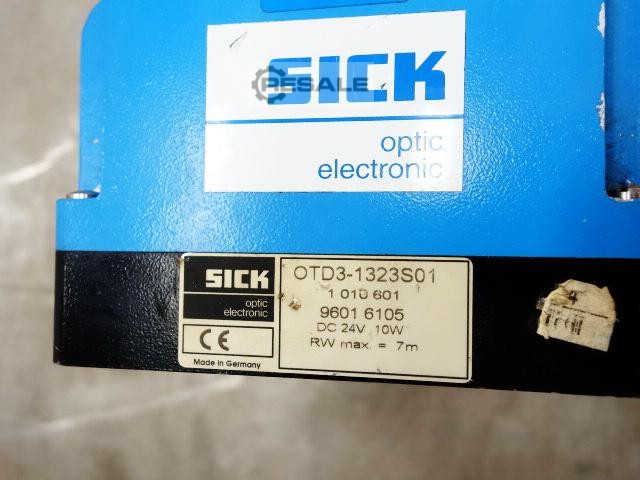 RESALE
SICK
optic
electronic
SICK
optic
electronic
CE
Made in Germany
OTD3-1323S01
1 010 601
9601 6105
DC 24V 10W
RW max. = 7m